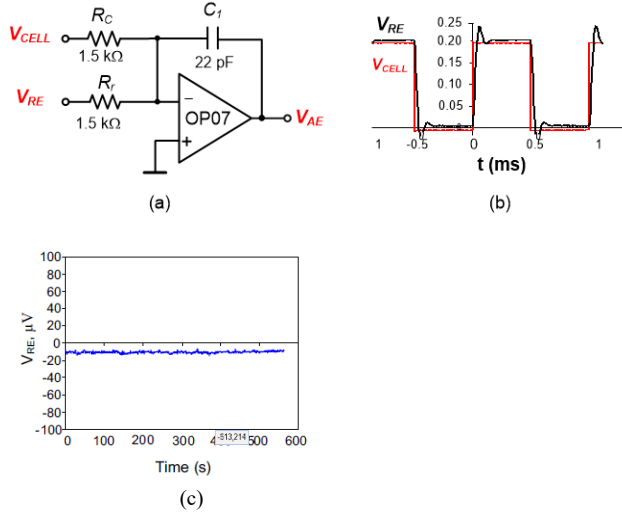 R_C
C_1
V_CELL
1.5 kΩ
22 pF
R_r
V_RE
1.5 kΩ
−
OP07
+
V_AE
(a)
V_RE
V_CELL
0.25
0.20
0.15
0.10
0.05
1 -0.5 0 0.5 1
t (ms)
(b)
100
80
60
40
20
0
-20
-40
-60
-80
-100
V_RE, µV
-513,214
0 100 200 300 500 600
Time (s)
(c)